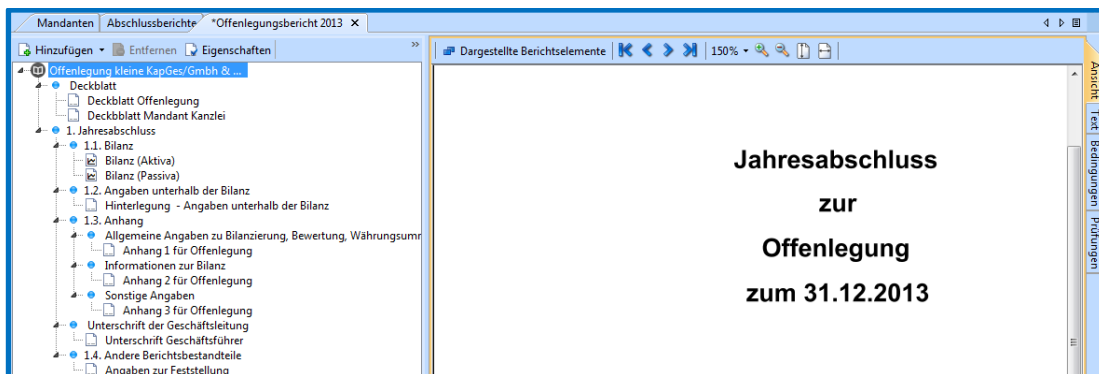 Mandanten Abschlussberichte *Offenlegungsbericht 2013
Hinzufügen Entfernen Eigenschaften
Offenlegung kleine KapGes/Gmbh & ...
Deckblatt
Deckblatt Offenlegung
Deckbblatt Mandant Kanzlei
1. Jahresabschluss
1.1. Bilanz
Bilanz (Aktiva)
Bilanz (Passiva)
1.2. Angaben unterhalb der Bilanz
Hinterlegung - Angaben unterhalb der Bilanz
1.3. Anhang
Allgemeine Angaben zu Bilanzierung, Bewertung, Währungsumr
Anhang 1 für Offenlegung
Informationen zur Bilanz
Anhang 2 für Offenlegung
Sonstige Angaben
Anhang 3 für Offenlegung
Unterschrift der Geschäftsleitung
Unterschrift Geschäftsführer
1.4. Andere Berichtsbestandteile
Angaben zur Feststellung
Dargestellte Berichtselemente 150%
Jahresabschluss
zur
Offenlegung
zum 31.12.2013
Ansicht
Text
Bedingungen
Prüfungen